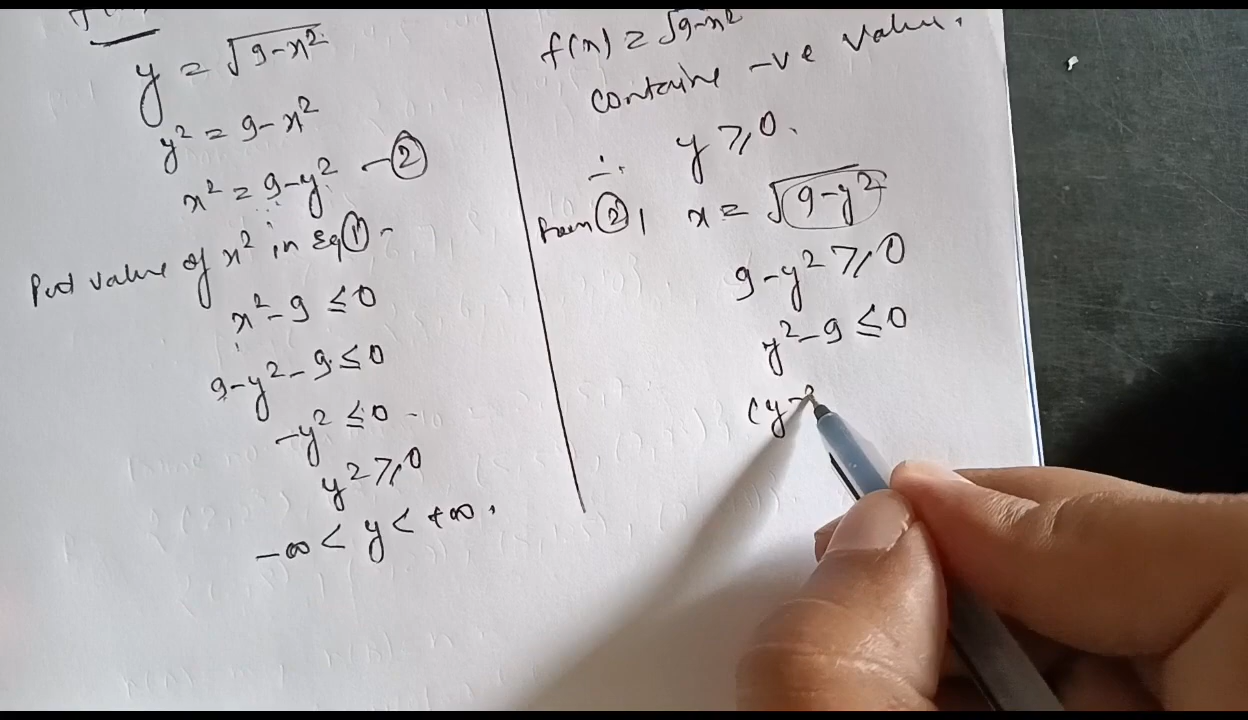 y = √9-x²
y² = 9-x²
x² = 9-y² -②
Put value of x² in Eq① -
x²-9 ≤ 0
9-y²-9 ≤ 0
-y² ≤ 0
y² ≥ 0
-∞ < y < +∞.
f(x) = √9-x²
contains -ve value.
∴ y ≥ 0.
from ②, x = √9-y²
9-y² ≥ 0
y²-9 ≤ 0
(y-